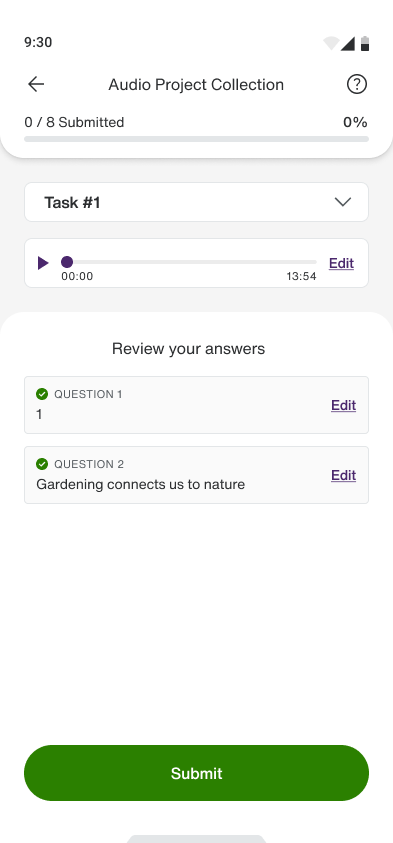 9:30
Audio Project Collection
0 / 8 Submitted 0%
Task #1
Edit
00:00 13:54
Review your answers
QUESTION 1
1
Edit
QUESTION 2
Gardening connects us to nature
Edit
Submit